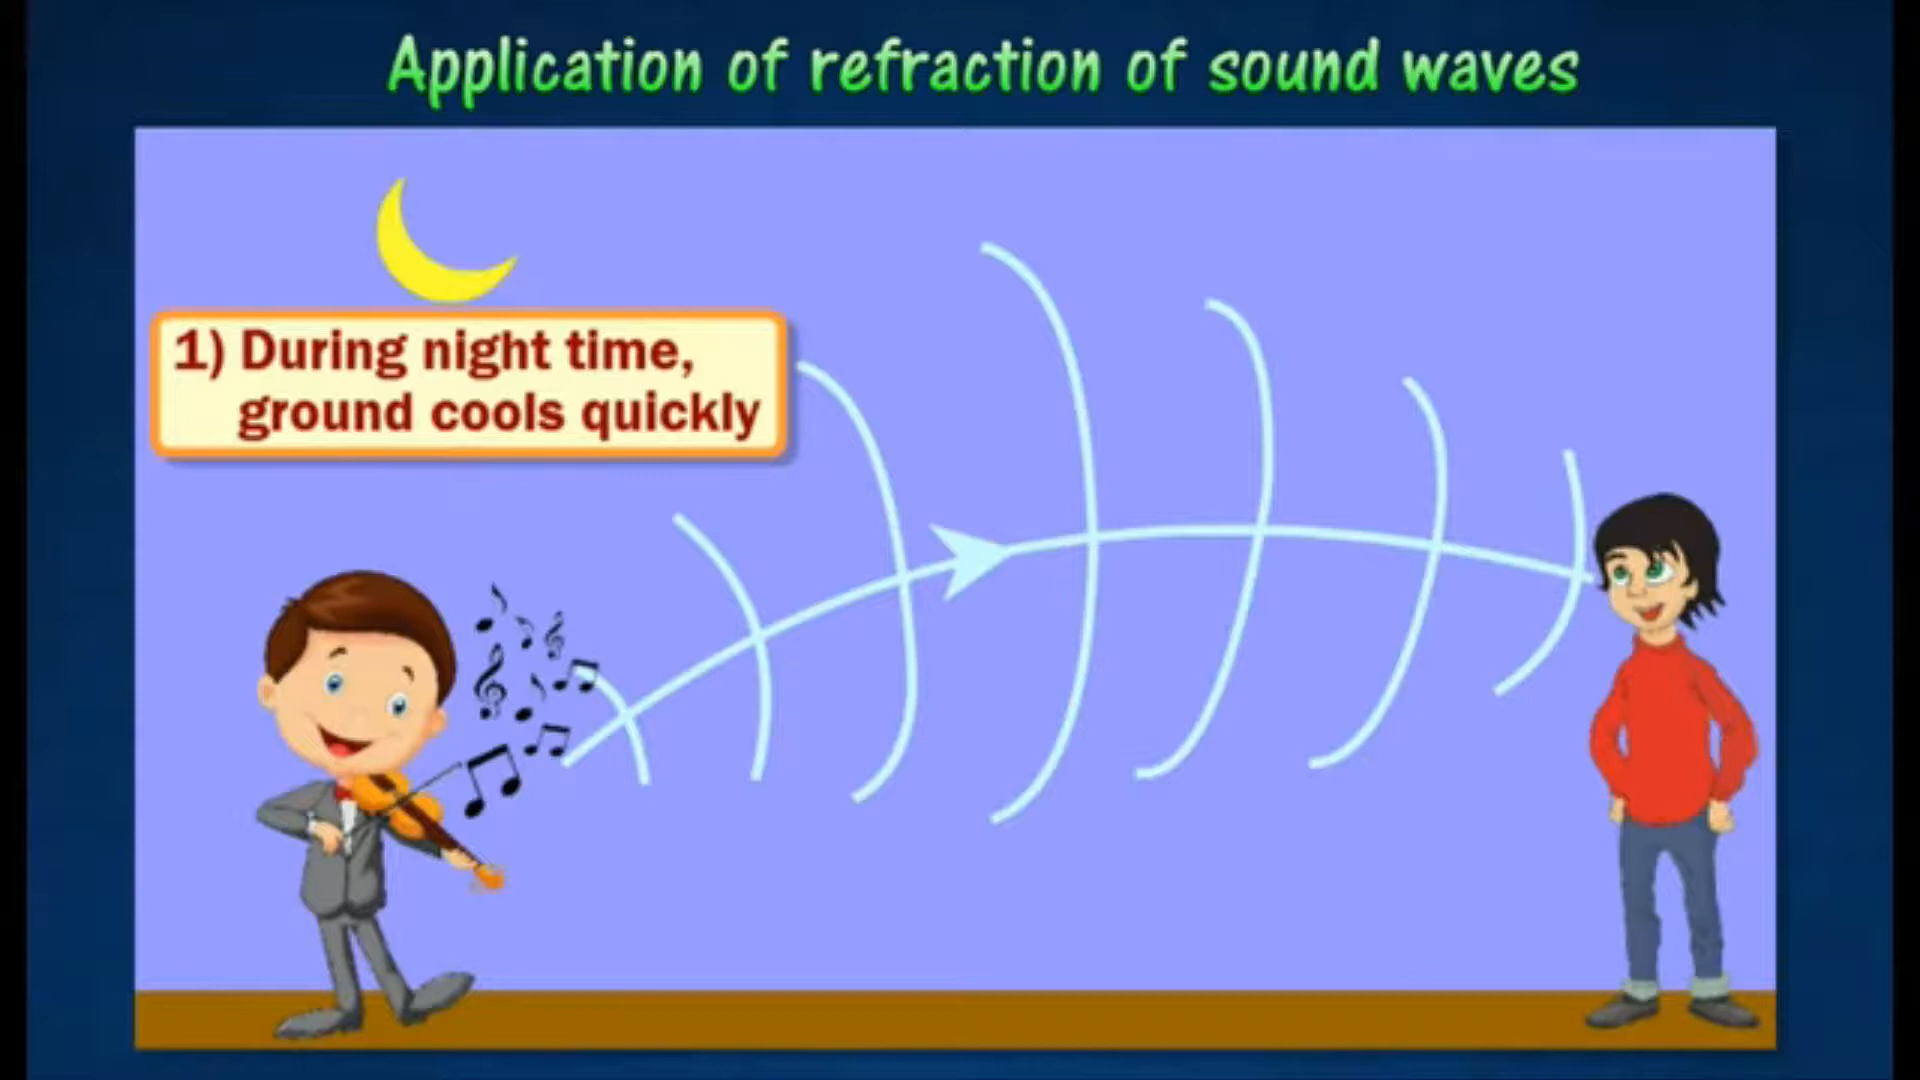 Application of refraction of sound waves
1) During night time,
ground cools quickly